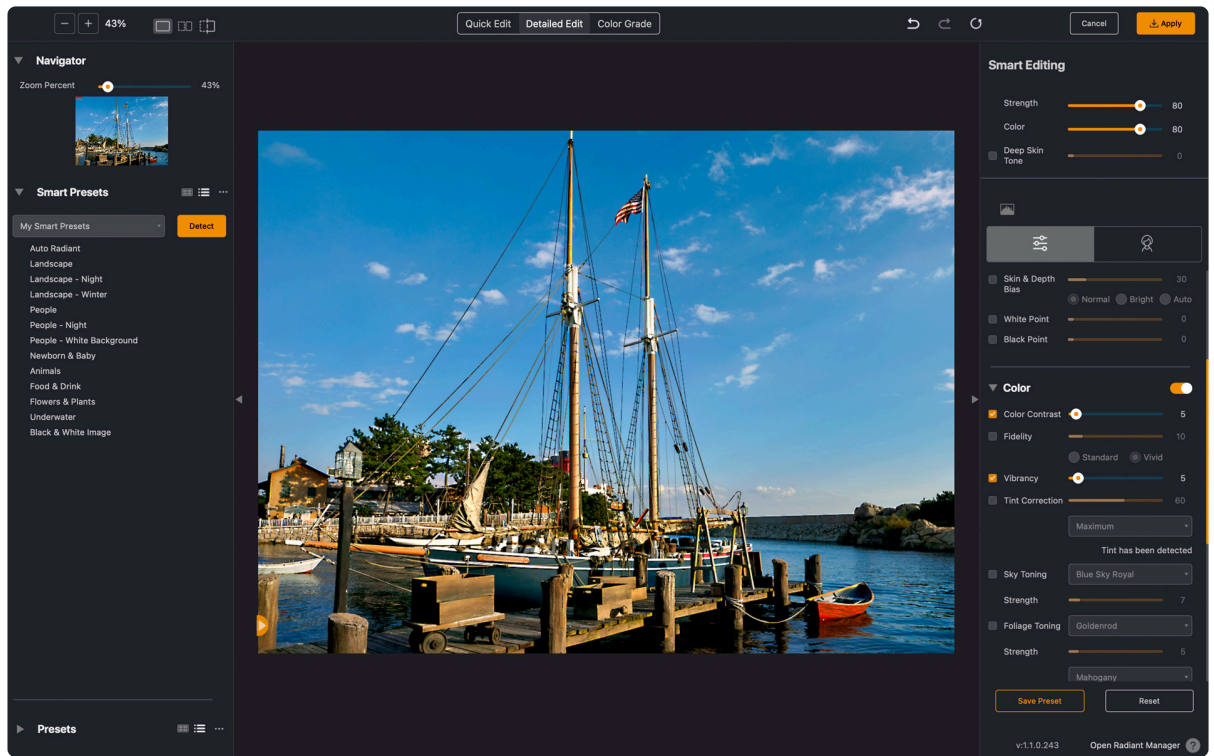 43%
Quick Edit Detailed Edit Color Grade
Cancel
Apply
Navigator
Zoom Percent 43%
Smart Presets
My Smart Presets
Detect
Auto Radiant
Landscape
Landscape - Night
Landscape - Winter
People
People - Night
People - White Background
Newborn & Baby
Animals
Food & Drink
Flowers & Plants
Underwater
Black & White Image
Presets
Smart Editing
Strength 80
Color 80
Deep Skin
Tone 0
Skin & Depth
Bias 30
Normal Bright Auto
White Point 0
Black Point 0
Color
Color Contrast 5
Fidelity 10
Standard Vivid
Vibrancy 5
Tint Correction 60
Maximum
Tint has been detected
Sky Toning Blue Sky Royal
Strength 7
Foliage Toning Goldenrod
Strength 5
Mahogany
Save Preset
Reset
v:1.1.0.243 Open Radiant Manager ?